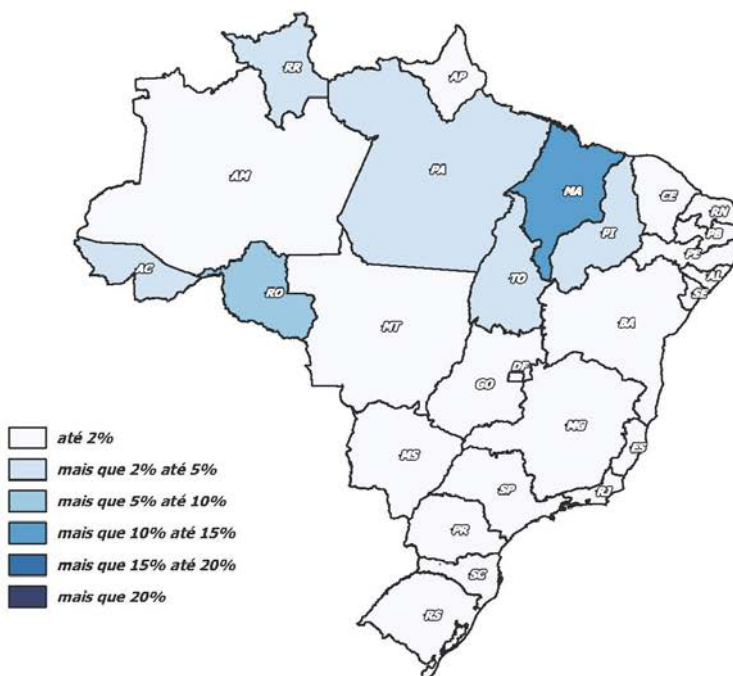 RR
AP
AM
PA
MA
CE
RN
PB
PE
AL
SE
PI
AC
RO
TO
MT
BA
DF
GO
MG
ES
MS
SP
RJ
PR
SC
RS
até 2%
mais que 2% até 5%
mais que 5% até 10%
mais que 10% até 15%
mais que 15% até 20%
mais que 20%